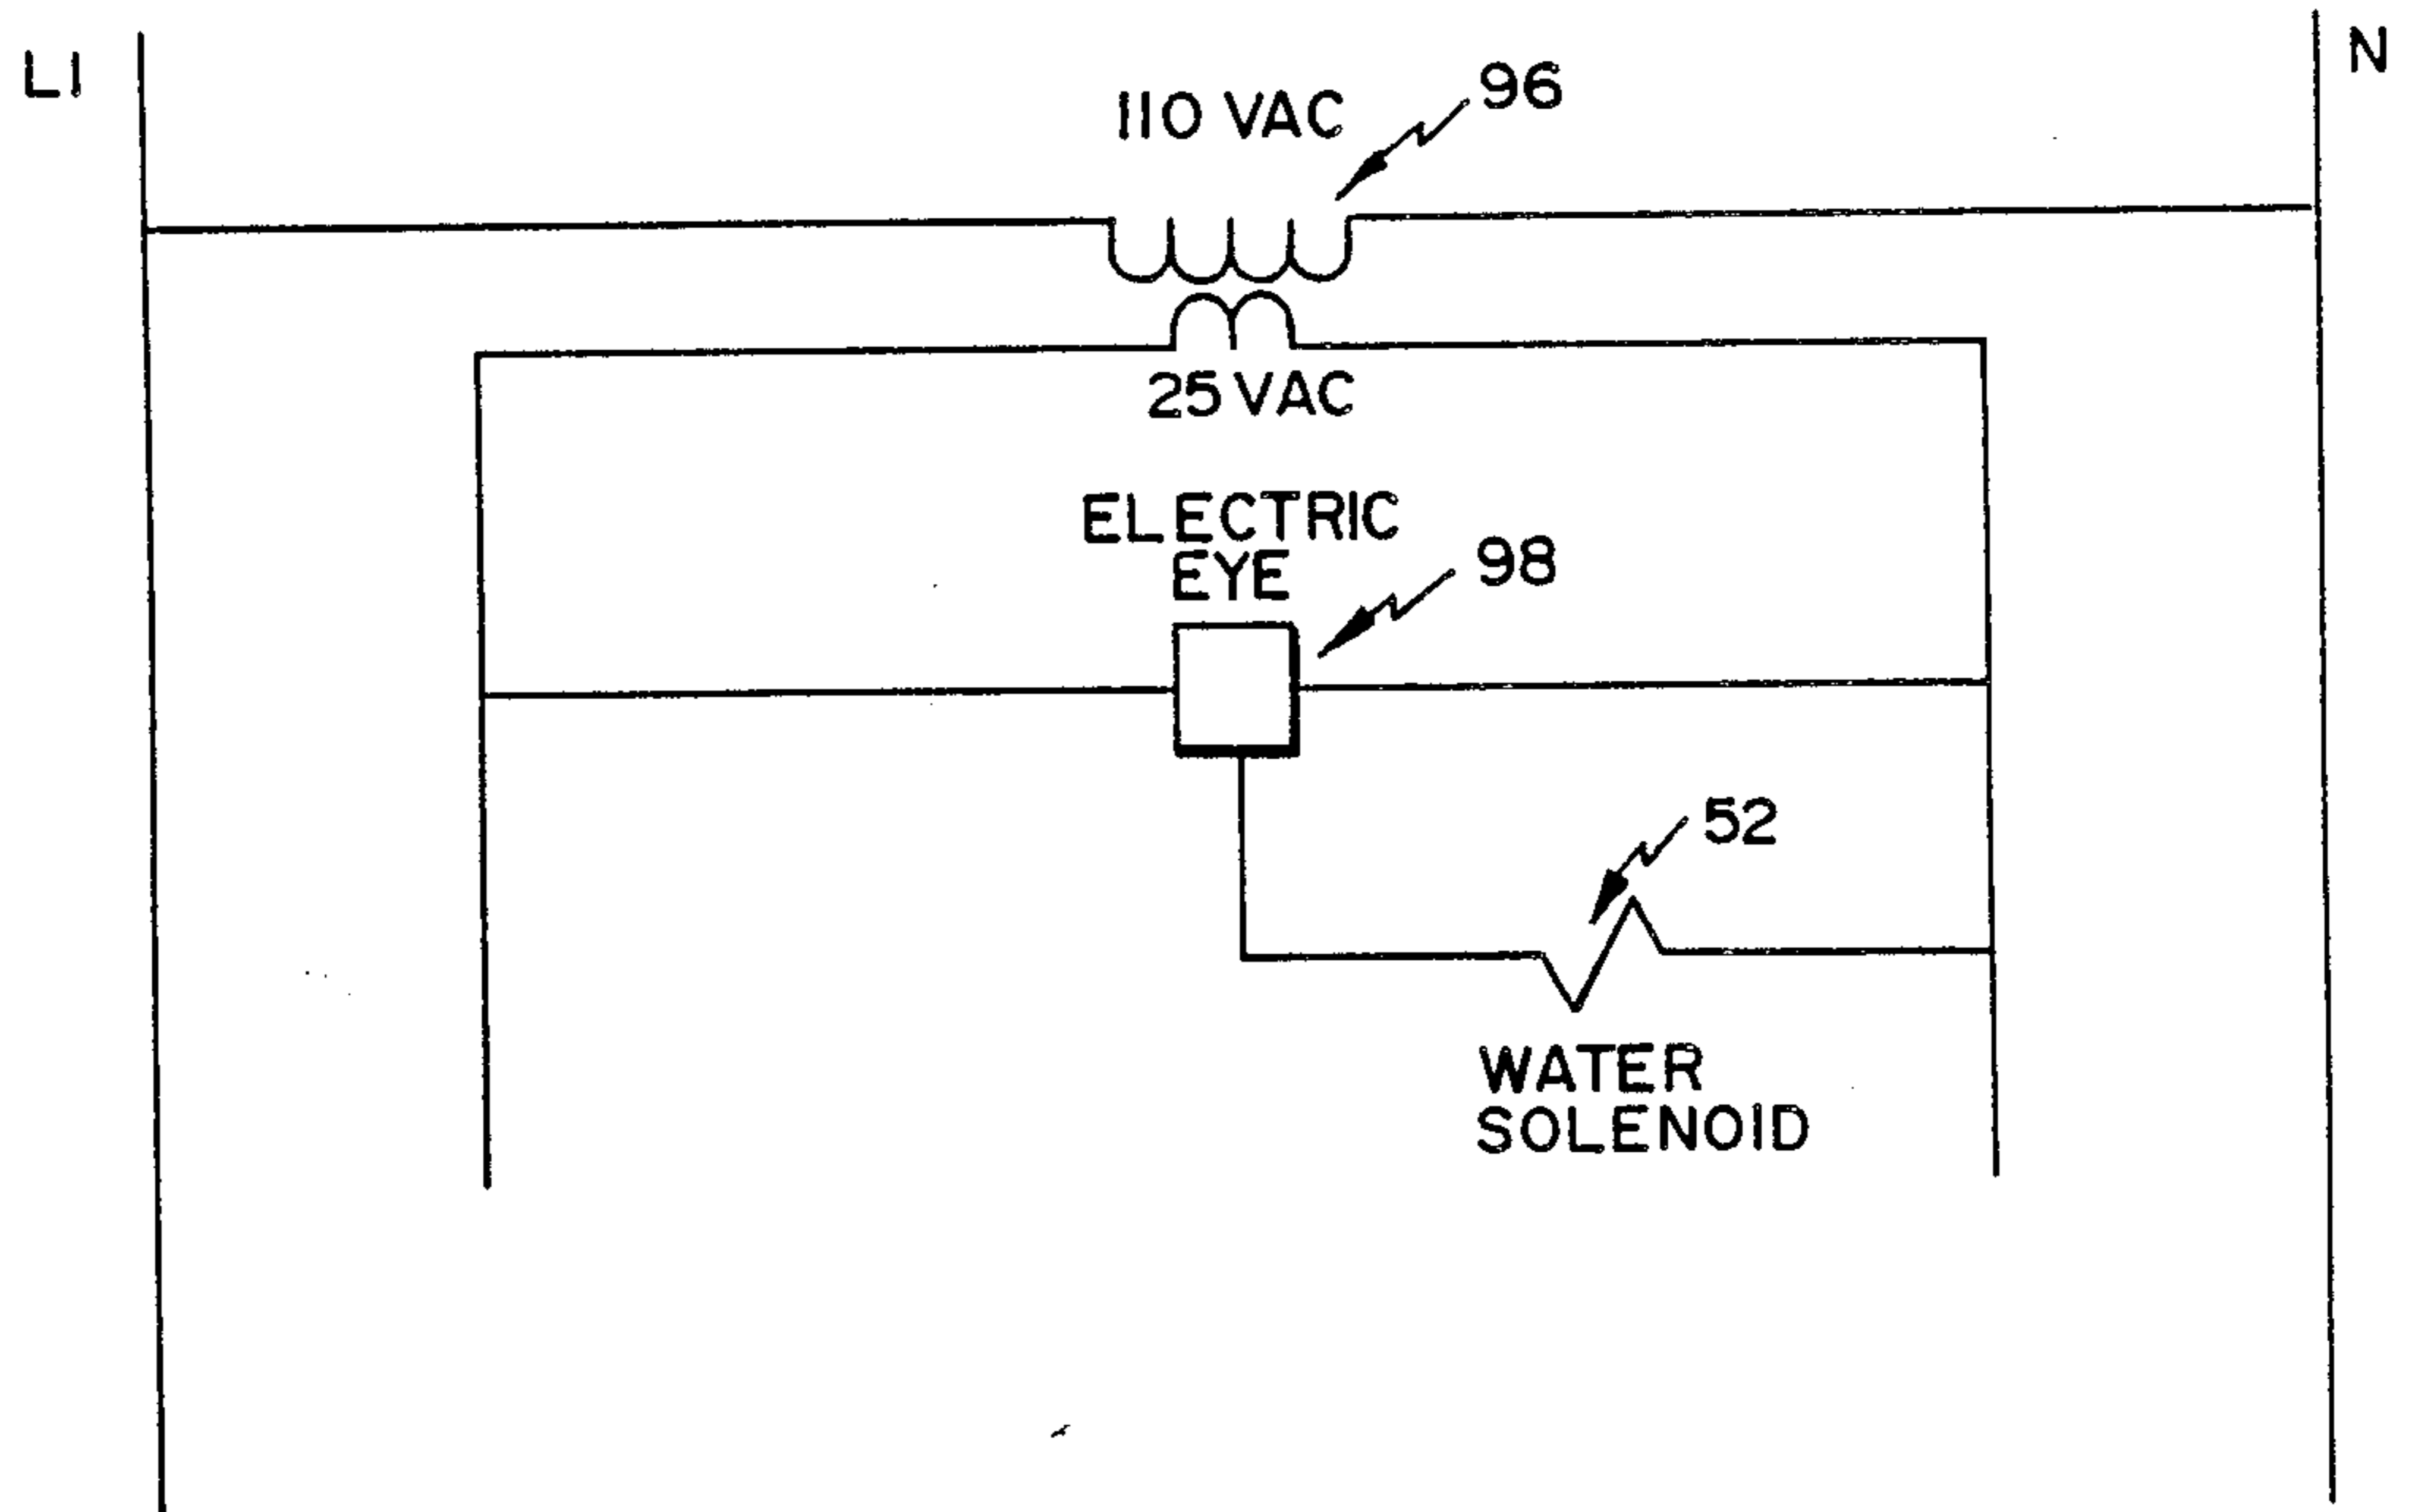 L1
N
110 VAC
96
25 VAC
ELECTRIC
EYE
98
52
WATER
SOLENOID